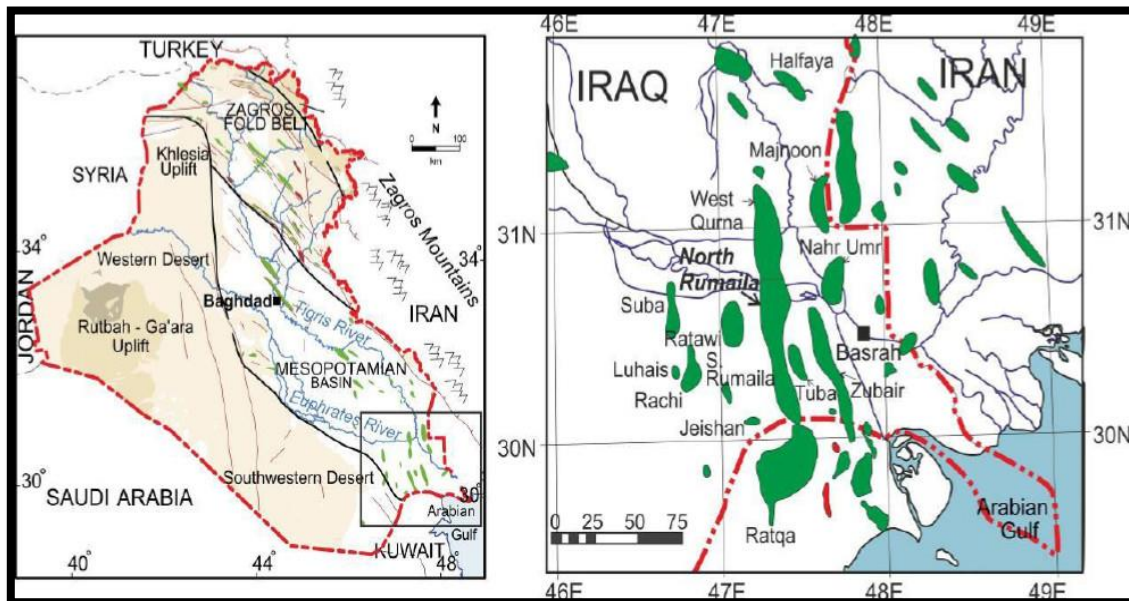 TURKEY
ZAGROS
FOLD BELT
N
0 100
km
Khlesia
Uplift
SYRIA
Zagros Mountains
34
34
Western Desert
JORDAN
Baghdad
Tigris River
IRAN
Rutbah - Ga'ara
Uplift
MESOPOTAMIAN
BASIN
Euphrates River
30
Southwestern Desert
30
SAUDI ARABIA
Arabian
Gulf
KUWAIT
40
44
48
46E
47E
48E
49E
Halfaya
IRAQ
IRAN
Majnoon
West
Qurna
31N
31N
North
Rumaila
Nahr Umr
Suba
Ratawi
Basrah
S
Rumaila
Luhais
Tuba
Zubair
Rachi
Jeishan
30N
30N
Arabian
Gulf
0 25 50 75
Ratqa
46E
47E
48E
49E